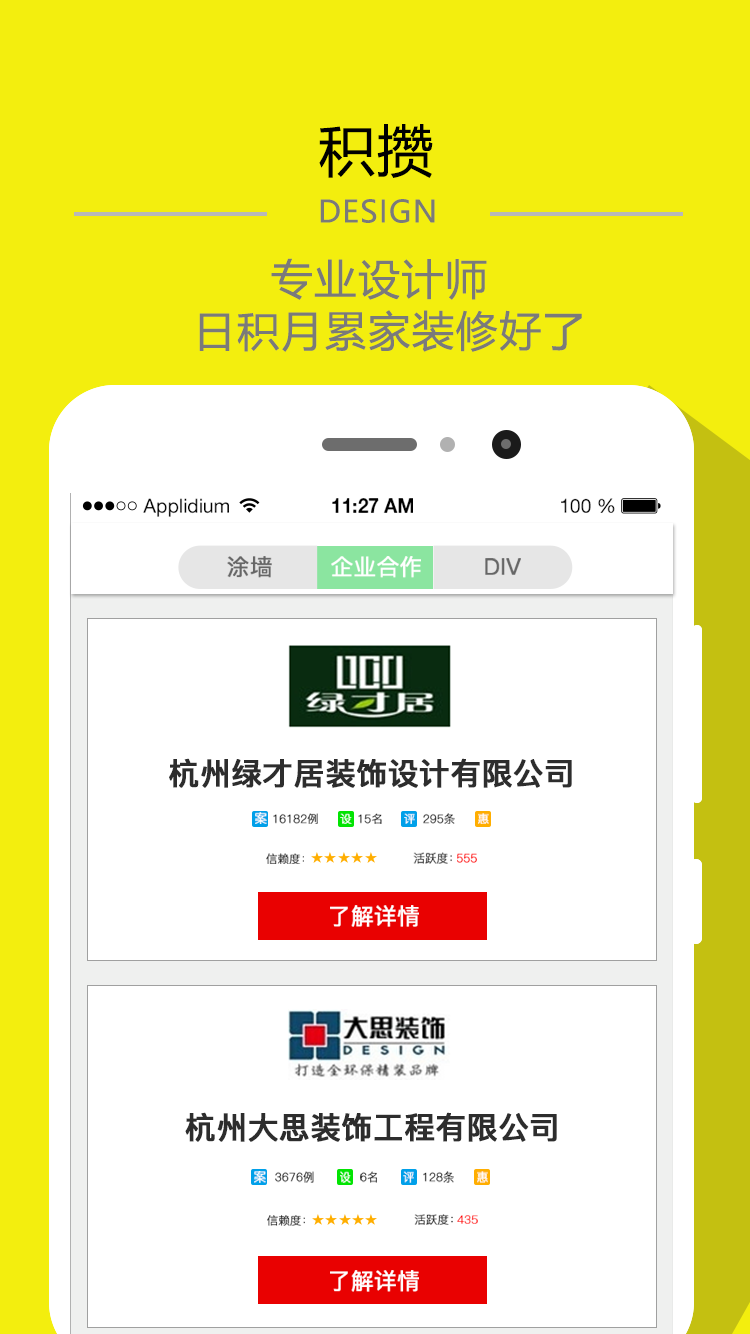 积攒
DESIGN
专业设计师
日积月累家装修好了
Applidium 11:27 AM 100 %
涂墙 企业合作 DIV
绿才居
杭州绿才居装饰设计有限公司
案 16182例 设 15名 评 295条 惠
信赖度：★★★★★ 活跃度：555
了解详情
大思装饰
DESIGN
打造全环保精装品牌
杭州大思装饰工程有限公司
案 3676例 设 6名 评 128条 惠
信赖度：★★★★★ 活跃度：435
了解详情